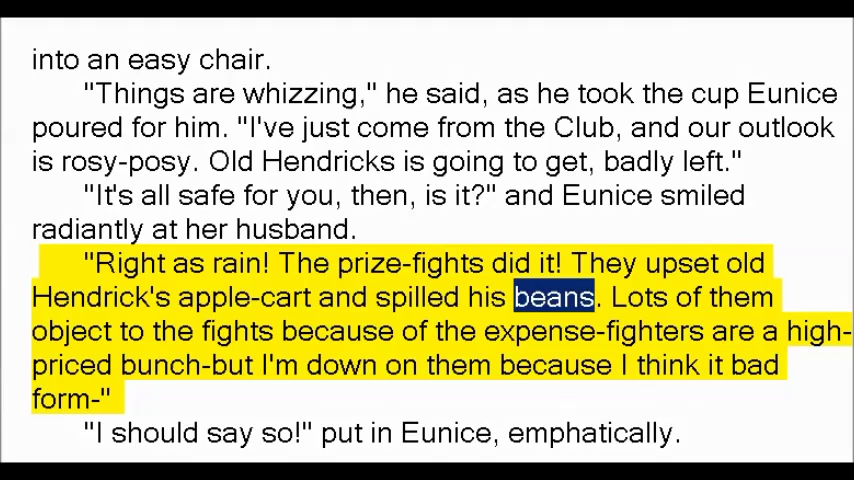 into an easy chair.
"Things are whizzing," he said, as he took the cup Eunice
poured for him. "I've just come from the Club, and our outlook
is rosy-posy. Old Hendricks is going to get, badly left."
"It's all safe for you, then, is it?" and Eunice smiled
radiantly at her husband.
"Right as rain! The prize-fights did it! They upset old
Hendrick's apple-cart and spilled his beans. Lots of them
object to the fights because of the expense-fighters are a high-
priced bunch-but I'm down on them because I think it bad
form-"
"I should say so!" put in Eunice, emphatically.